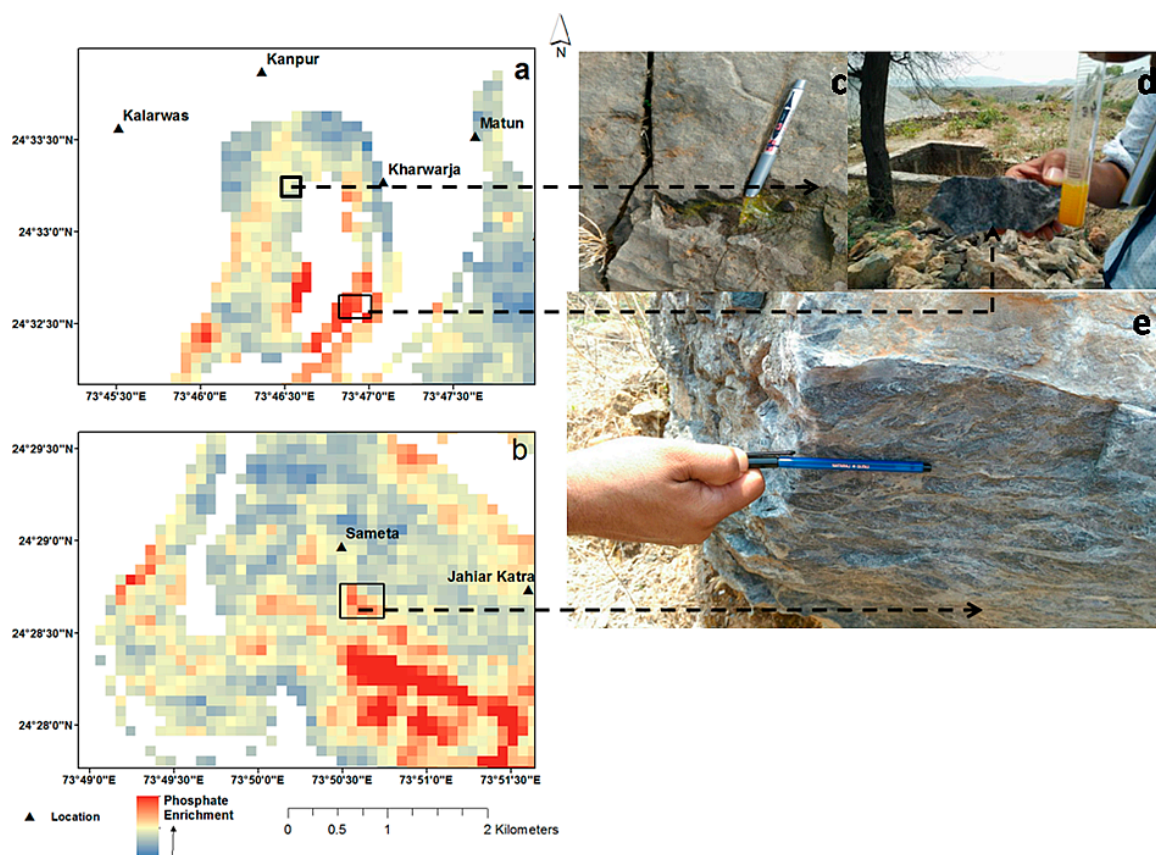 a
Kanpur
Kalarwas
Matun
Kharwarja
24°33'30"N
24°33'0"N
24°32'30"N
73°45'30"E 73°46'0"E 73°46'30"E 73°47'0"E 73°47'30"E
N
c
d
e
b
24°29'30"N
24°29'0"N
24°28'30"N
24°28'0"N
Sameta
Jahiar Katra
73°49'0"E 73°49'30"E 73°50'0"E 73°50'30"E 73°51'0"E 73°51'30"E
Location
Phosphate
Enrichment
0 0.5 1 2 Kilometers